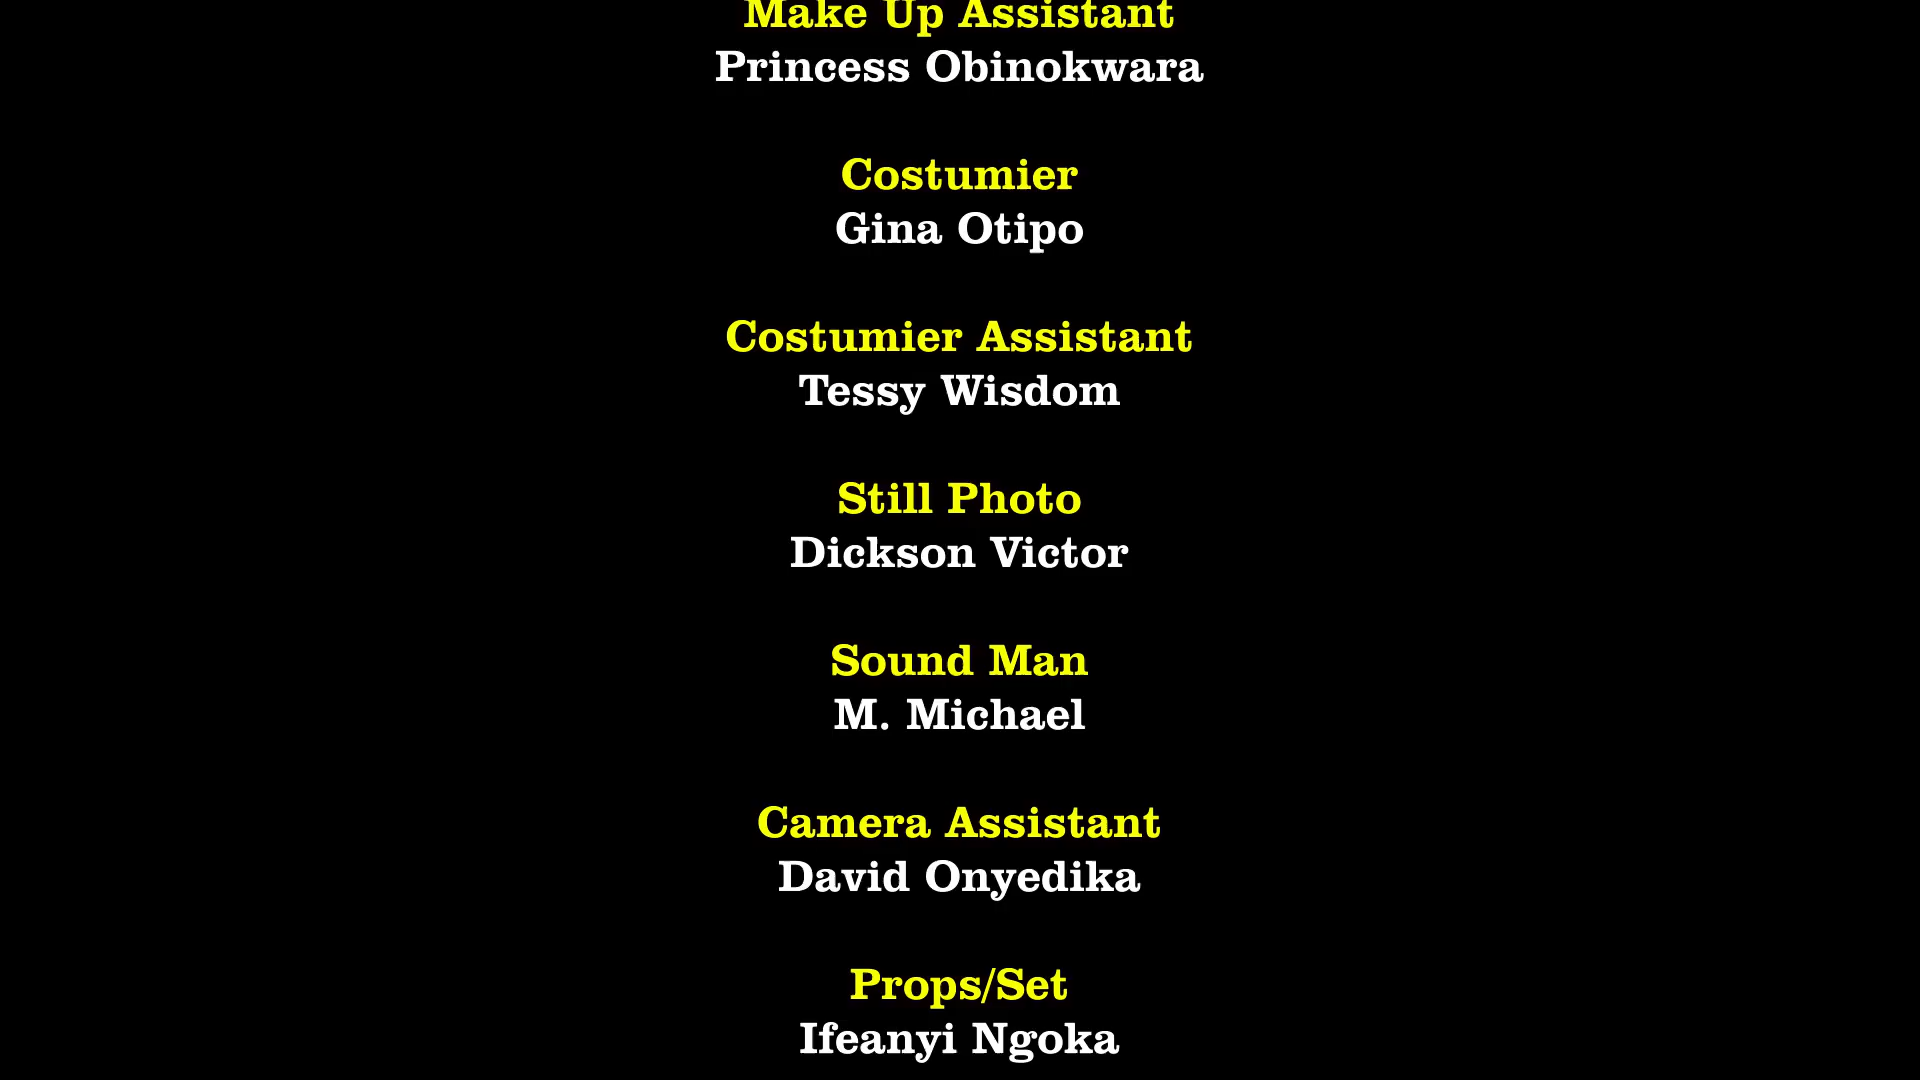 Make Up Assistant
Princess Obinokwara
Costumier
Gina Otipo
Costumier Assistant
Tessy Wisdom
Still Photo
Dickson Victor
Sound Man
M. Michael
Camera Assistant
David Onyedika
Props/Set
Ifeanyi Ngoka